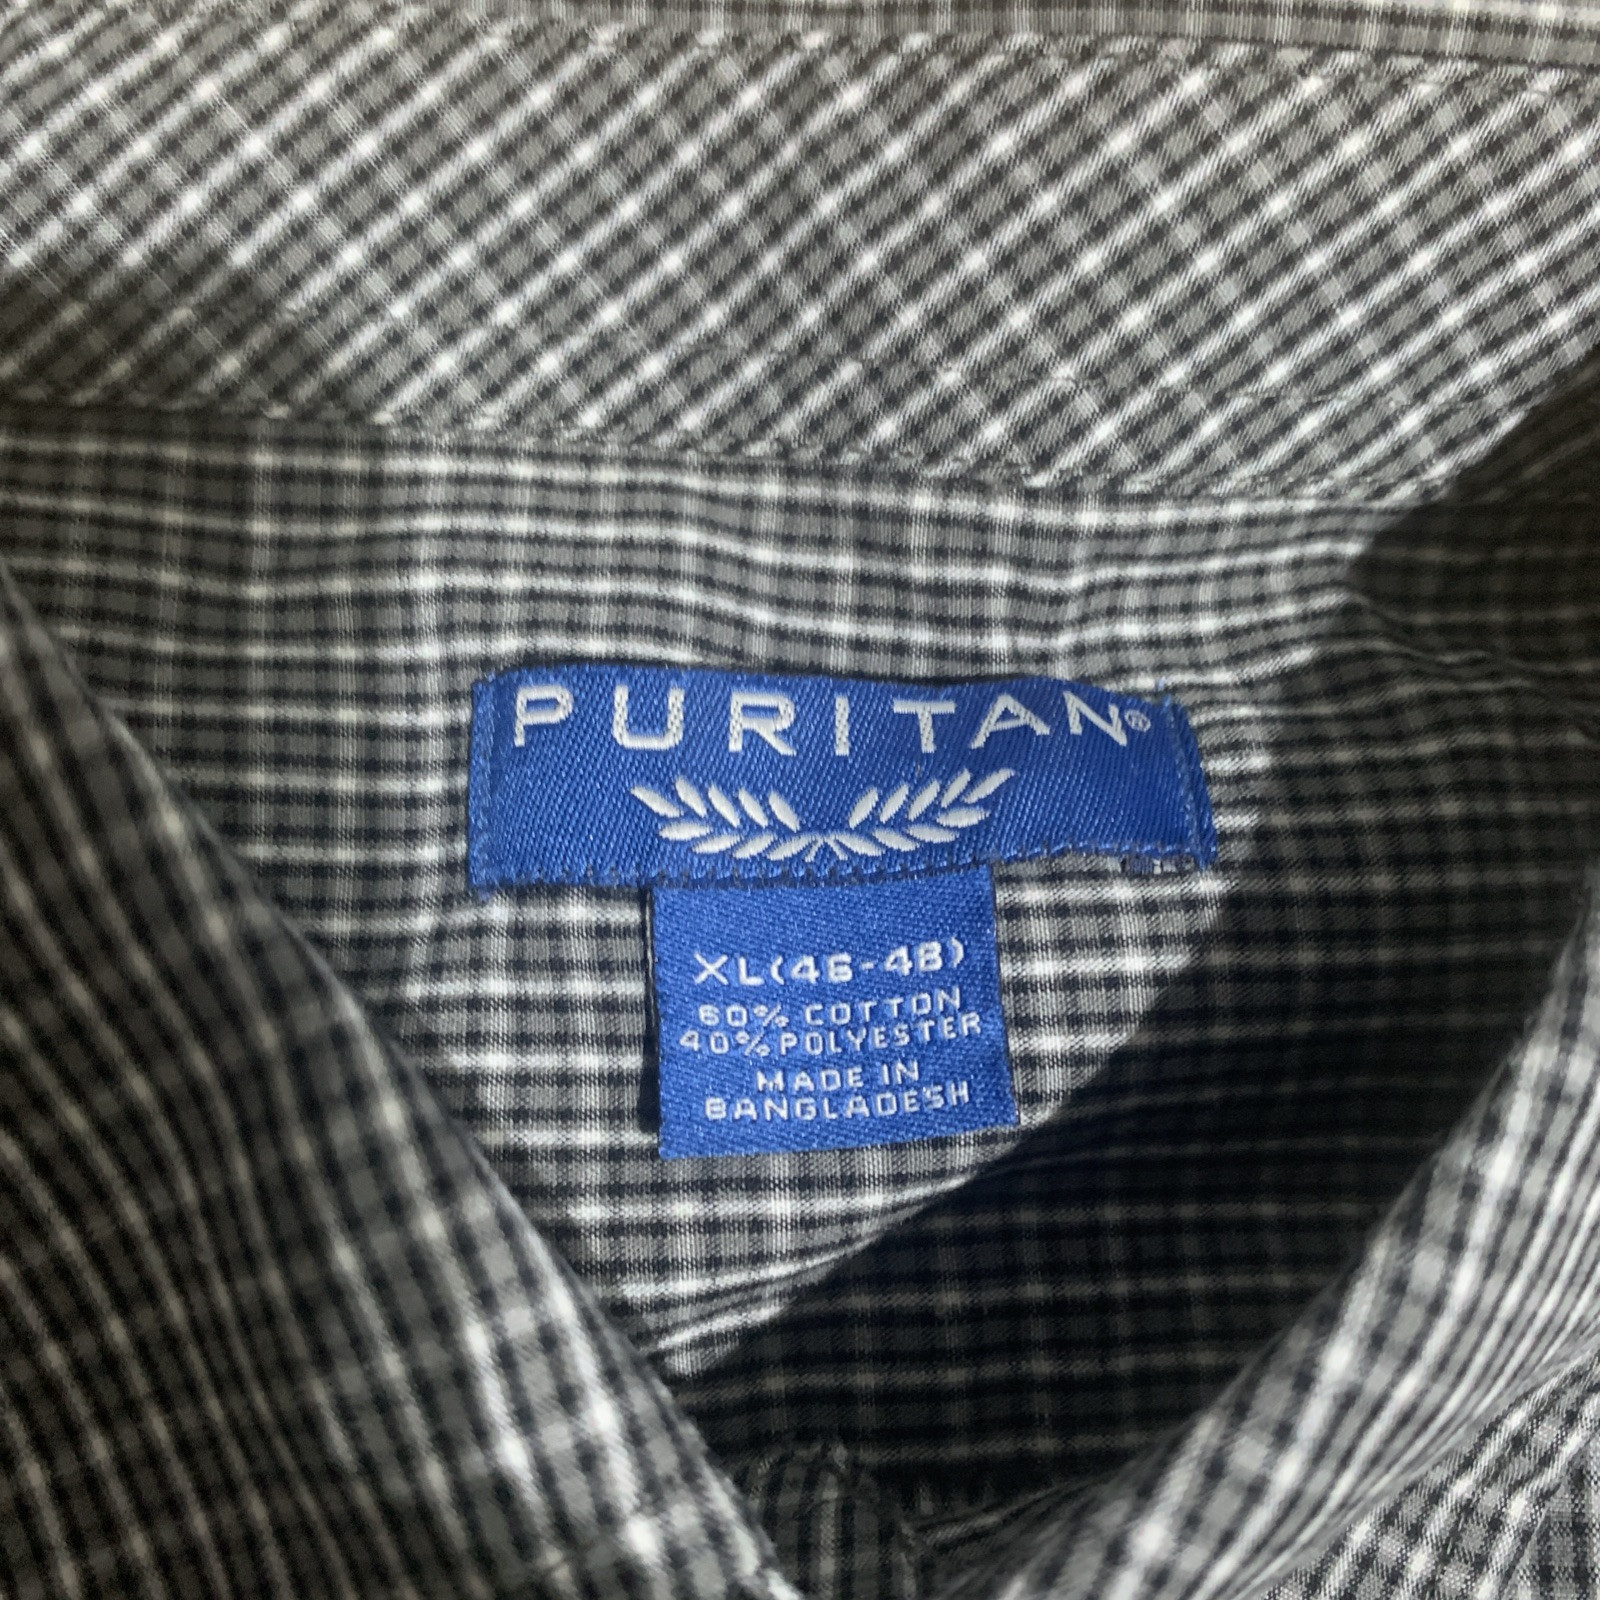 PURITAN®
XL(46-48)
60% COTTON
40% POLYESTER
MADE IN
BANGLADESH